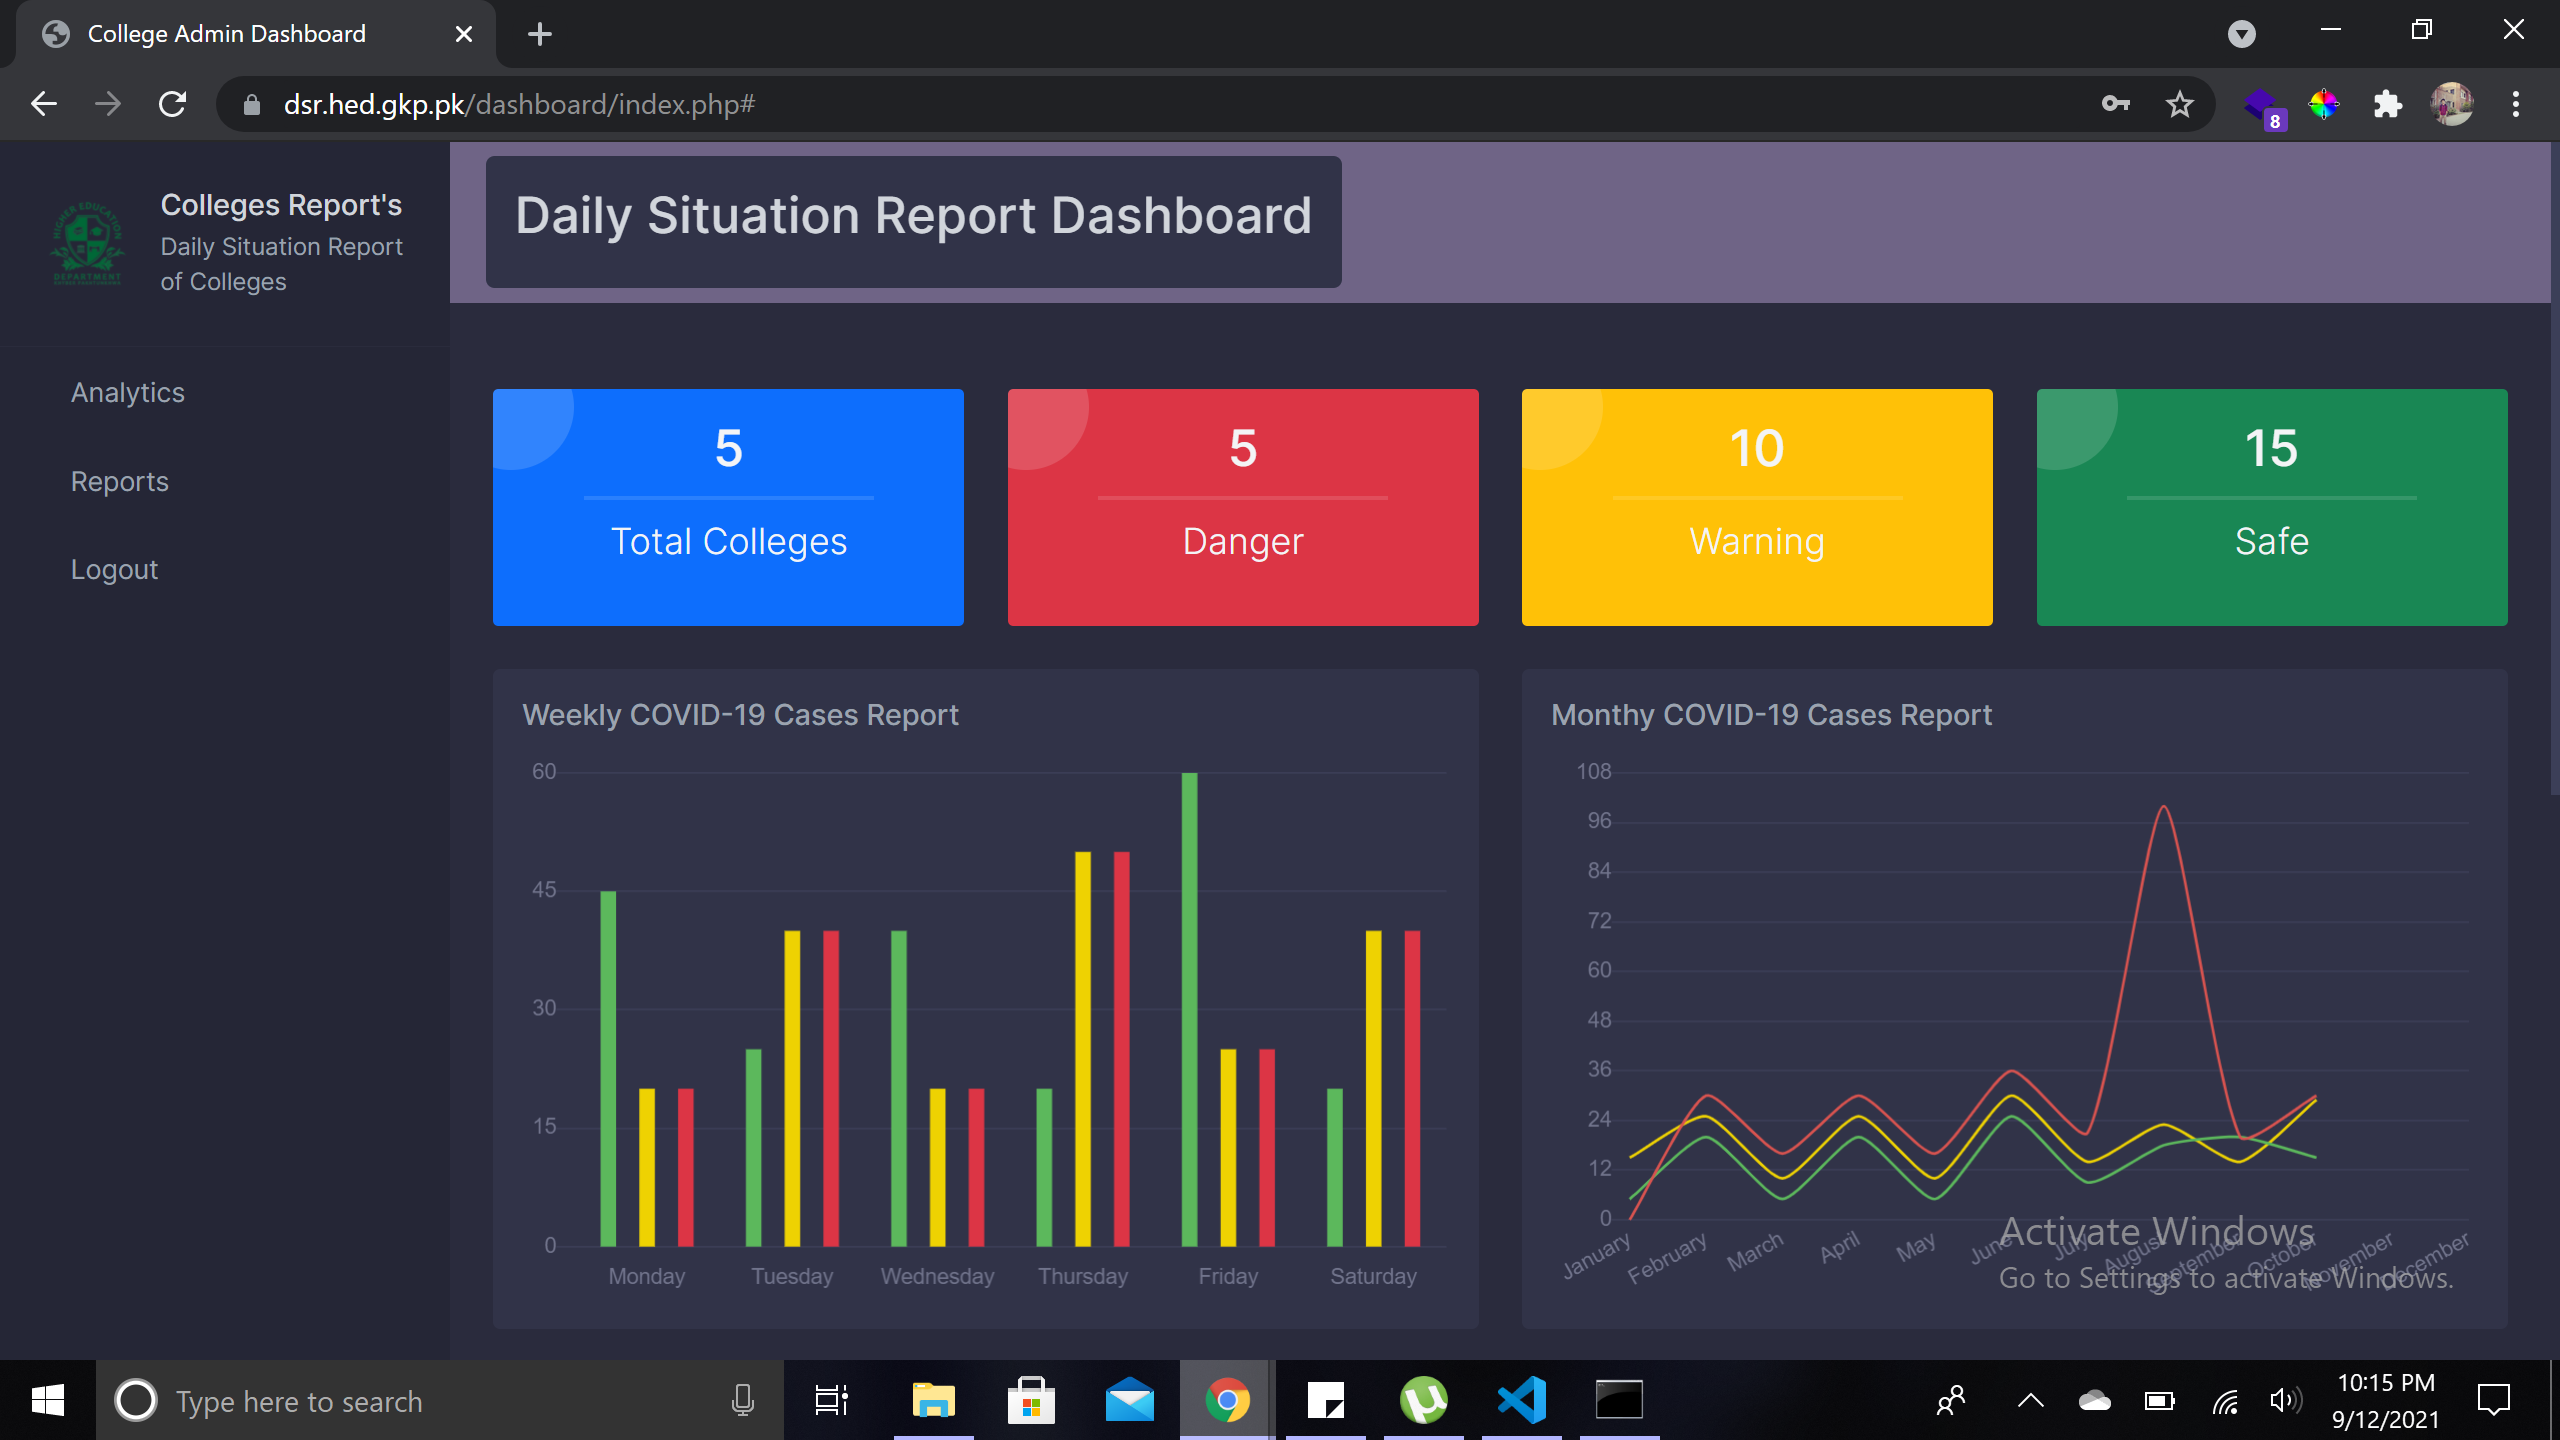 College Admin Dashboard
dsr.hed.gkp.pk/dashboard/index.php#
8
HIGHER EDUCATION
DEPARTMENT
Colleges Report's
Daily Situation Report
of Colleges
Analytics
Reports
Logout
Daily Situation Report Dashboard
5
Total Colleges
5
Danger
10
Warning
15
Safe
Weekly COVID-19 Cases Report
60
45
30
15
0
Monday Tuesday Wednesday Thursday Friday Saturday
Monthy COVID-19 Cases Report
108
96
84
72
60
48
36
24
12
0
January February March April May June July August September October November December
Activate Windows
Go to Settings to activate Windows.
Type here to search
10:15 PM
9/12/2021